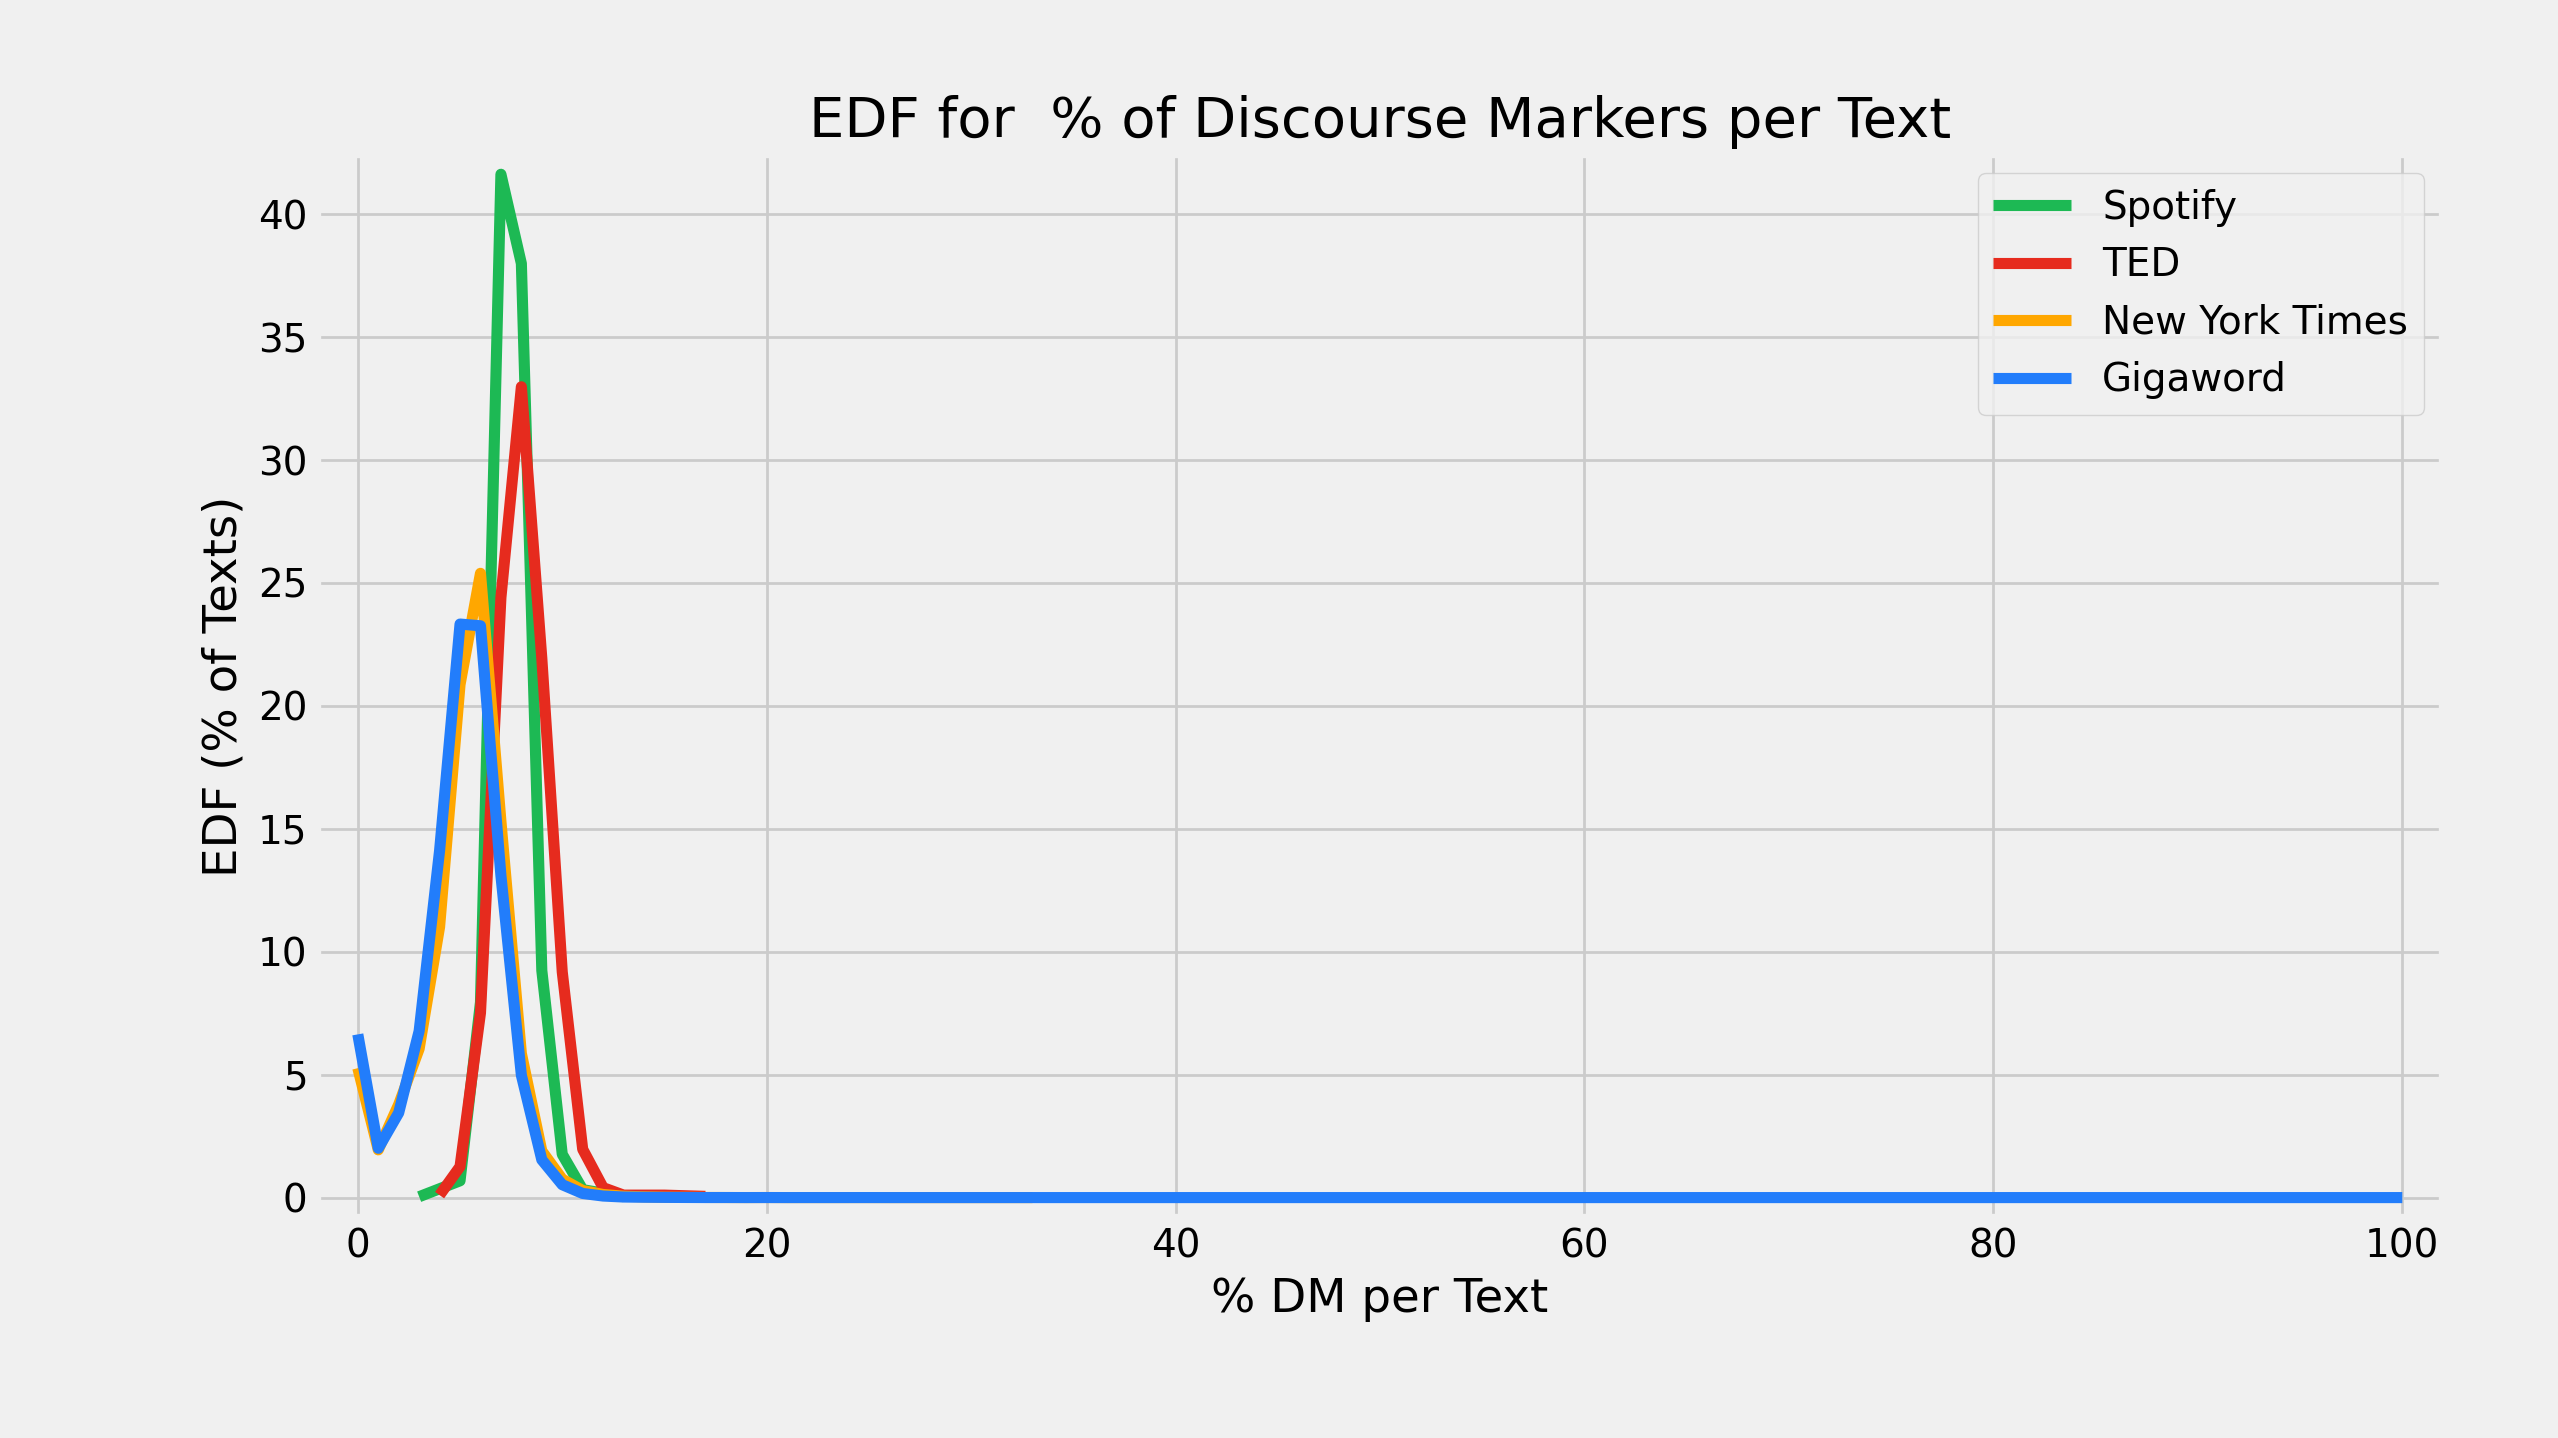 EDF for  % of Discourse Markers per Text
Spotify
TED
New York Times
Gigaword
EDF (% of Texts)
40
35
30
25
20
15
10
5
0
0 20 40 60 80 100
% DM per Text